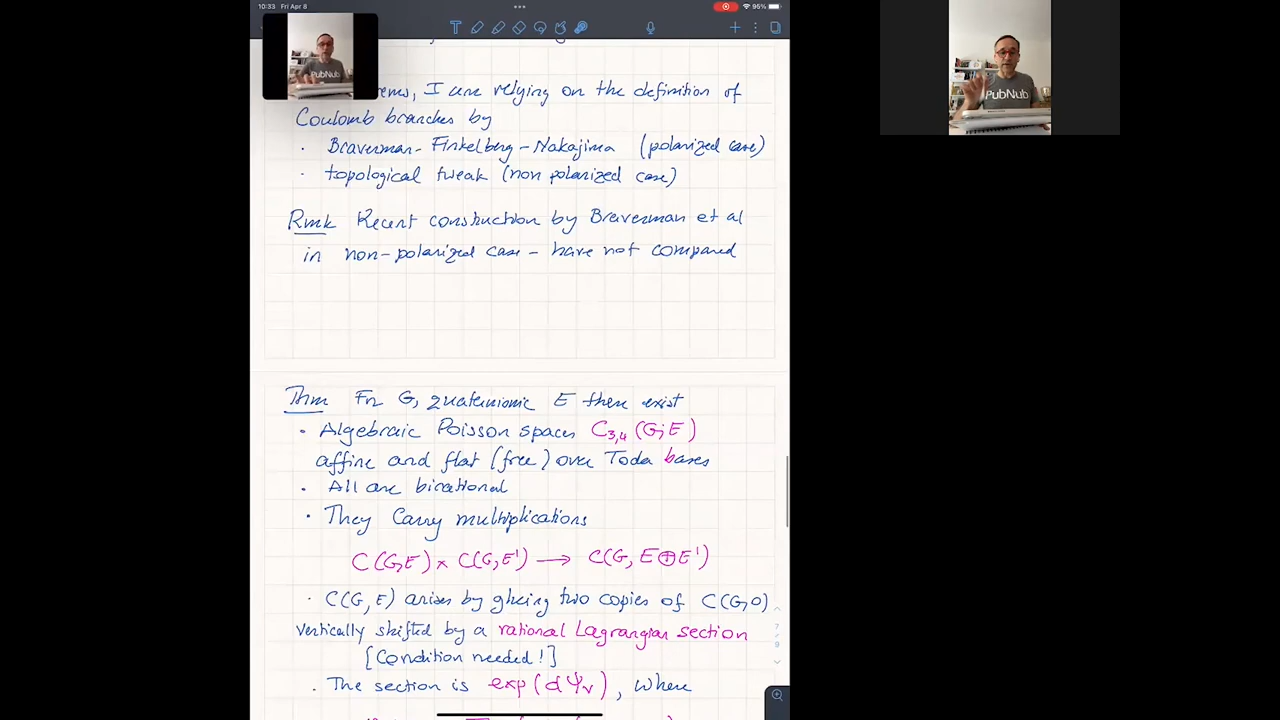 10:33 Fri Apr 8
95%
PubNub
PubNub
I am relying on the definition of
Coulomb branches by
· Braverman-Finkelberg-Nakajima (polarized case)
· topological tweak (non polarized case)
Rmk Recent construction by Braverman et al
in non-polarized case - have not compared
Thm For G, quaternionic E there exist
· Algebraic Poisson spaces C3,4 (G;E)
affine and flat (free) over Toda bases
· All are birational
· They Carry multiplications
C(G,E) × C(G,E') → C(G, E⊕E')
· C(G,E) arises by glueing two copies of C(G,0)
vertically shifted by a rational Lagrangian section
[Condition needed!]
· The section is exp(dΨV), where
7
9